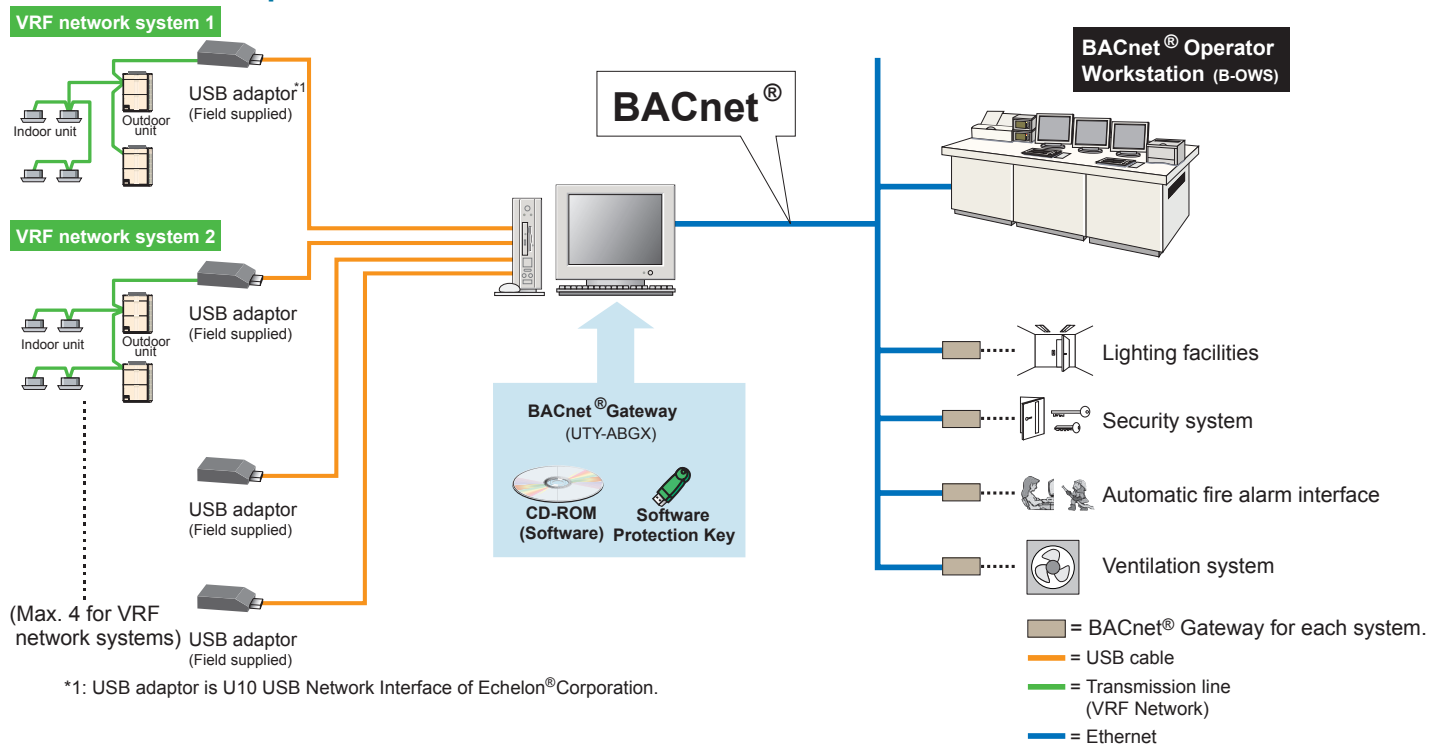 VRF network system 1
USB adaptor*1
(Field supplied)
Indoor unit
Outdoor
unit
VRF network system 2
USB adaptor
(Field supplied)
Indoor unit
Outdoor
unit
USB adaptor
(Field supplied)
(Max. 4 for VRF
network systems)
USB adaptor
(Field supplied)
*1: USB adaptor is U10 USB Network Interface of Echelon®Corporation.
BACnet®
BACnet®Gateway
(UTY-ABGX)
CD-ROM
(Software)
Software
Protection Key
BACnet® Operator
Workstation (B-OWS)
Lighting facilities
Security system
Automatic fire alarm interface
Ventilation system
= BACnet® Gateway for each system.
= USB cable
= Transmission line
(VRF Network)
= Ethernet